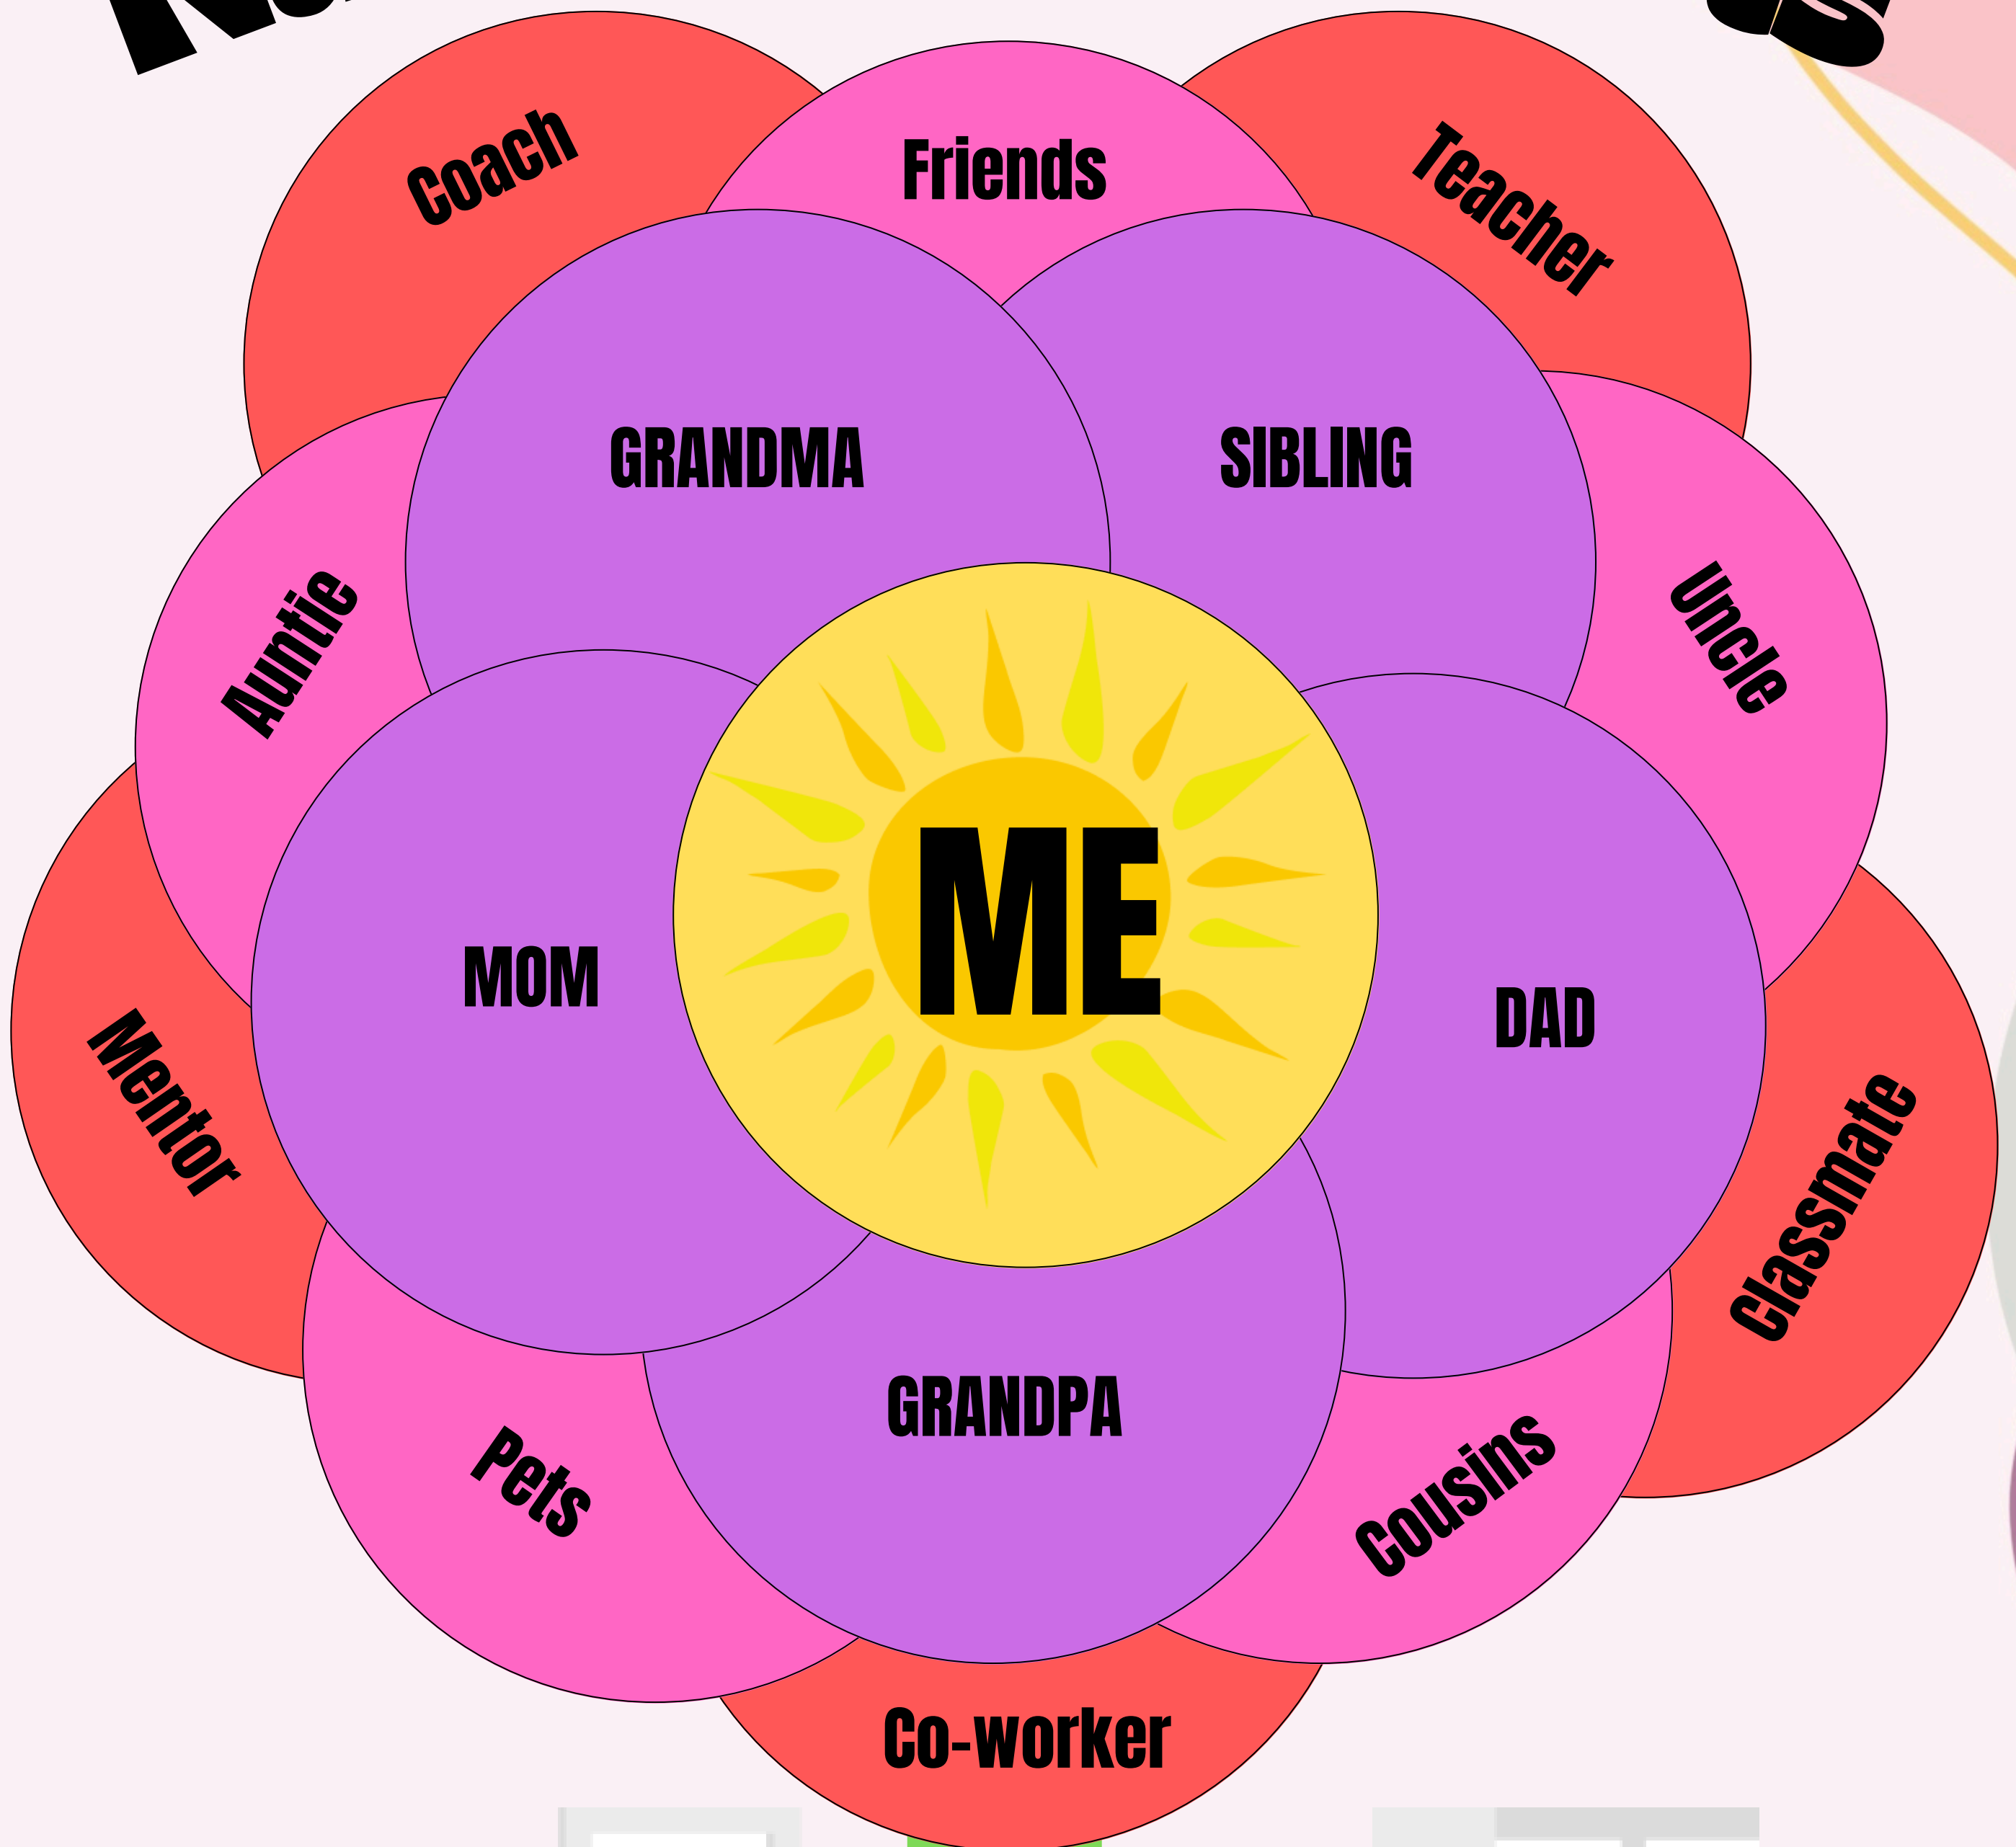 Coach
Friends
Teacher
GRANDMA
SIBLING
Auntie
Uncle
ME
MOM
DAD
Mentor
Classmate
GRANDPA
Pets
Cousins
Co-worker